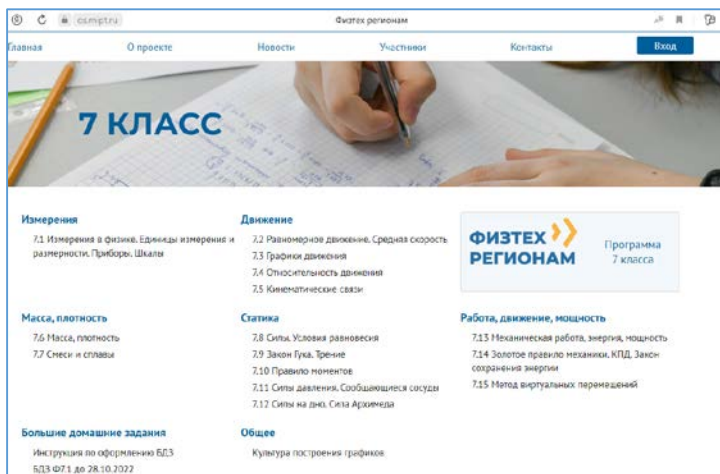 os.mipt.ru
Физтех регионам
Главная
О проекте
Новости
Участники
Контакты
Вход
7 КЛАСС
Измерения
7.1 Измерения в физике. Единицы измерения и
размерности. Приборы. Шкалы
Движение
7.2 Равномерное движение. Средняя скорость
7.3 Графики движения
7.4 Относительность движения
7.5 Кинематические связи
ФИЗТЕХ
РЕГИОНАМ
Программа
7 класса
Масса, плотность
7.6 Масса, плотность
7.7 Смеси и сплавы
Статика
7.8 Силы. Условия равновесия
7.9 Закон Гука. Трение
7.10 Правило моментов
7.11 Силы давления. Сообщающиеся сосуды
7.12 Силы на дно. Сила Архимеда
Работа, движение, мощность
7.13 Механическая работа, энергия, мощность
7.14 Золотое правило механики. КПД. Закон
сохранения энергии
7.15 Метод виртуальных перемещений
Большие домашние задания
Инструкция по оформлению БДЗ
БДЗ Ф7.1 до 28.10.2022
Общее
Культура построения графиков